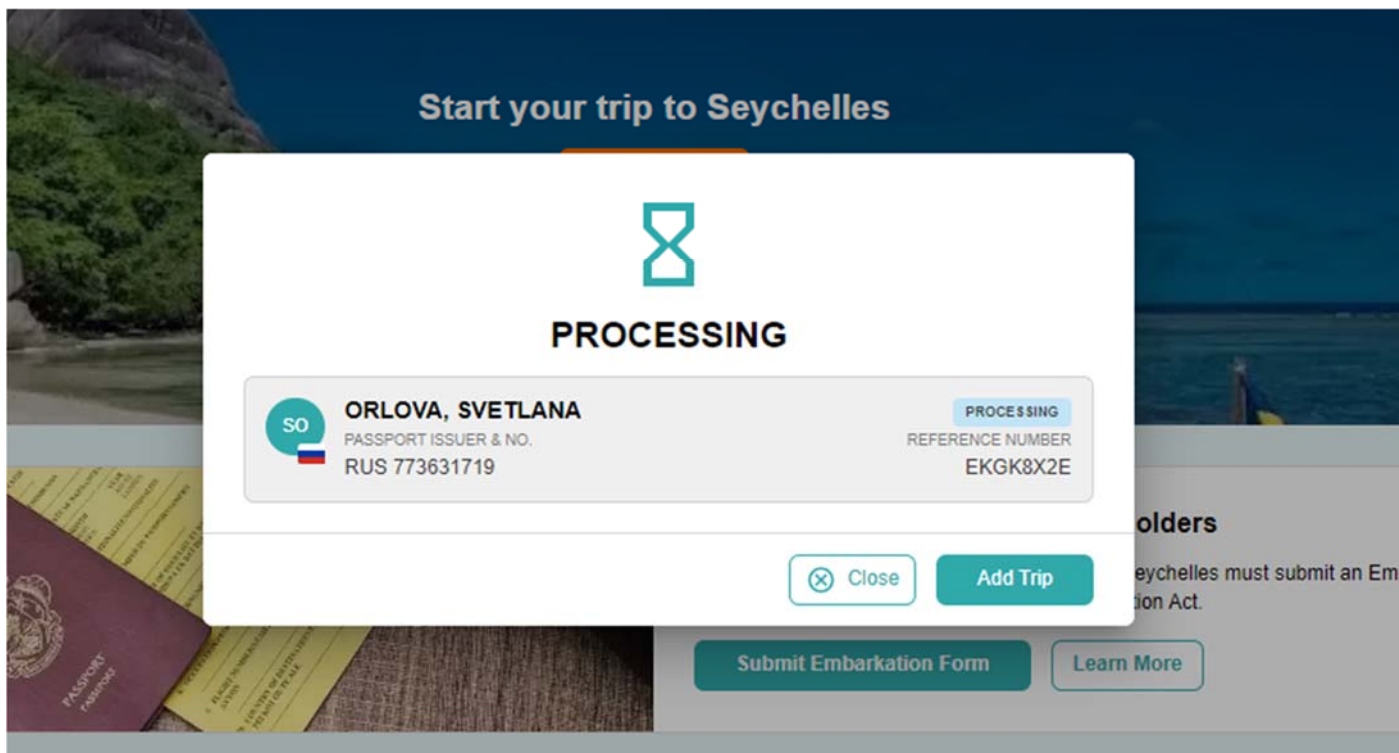 Start your trip to Seychelles
PROCESSING
SO
ORLOVA, SVETLANA
PROCESSING
PASSPORT ISSUER & NO.
REFERENCE NUMBER
RUS 773631719
EKGK8X2E
olders
Close
Add Trip
eychelles must submit an Em
tion Act.
Submit Embarkation Form
Learn More
PASSPORT
PASSEPORT